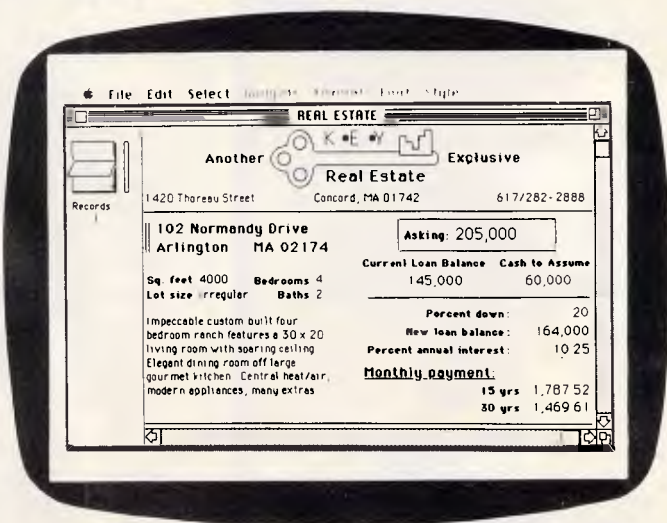 File Edit Select Font Style
REAL ESTATE
K•E•Y
Another Exclusive
Real Estate
1420 Thoreau Street Concord, MA 01742 617/282-2888
Records
102 Normandy Drive
Arlington MA 02174
Asking: 205,000
Current Loan Balance Cash to Assume
145,000 60,000
Sq. feet 4000 Bedrooms 4
Lot size irregular Baths 2
Impeccable custom built four
bedroom ranch features a 30 x 20
living room with soaring ceiling
Elegant dining room off large
gourmet kitchen Central heat/air,
modern appliances, many extras
Percent down: 20
New loan balance: 164,000
Percent annual interest: 10 25
Monthly payment:
15 yrs 1,787 52
30 yrs 1,469 61